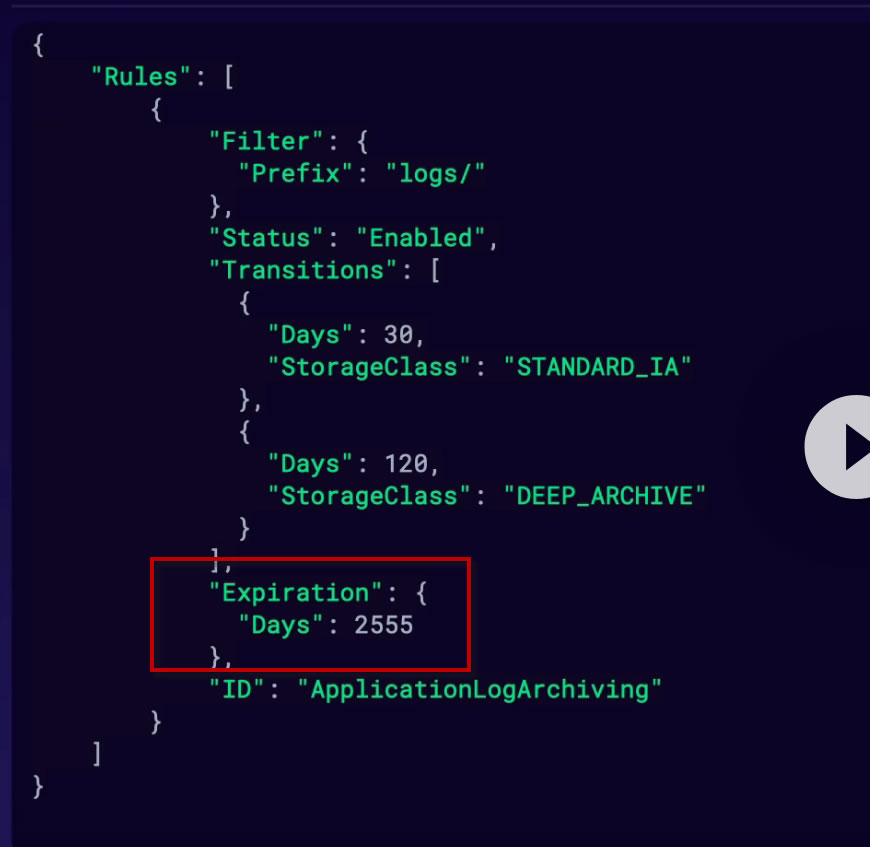 {
"Rules": [
{
"Filter": {
"Prefix": "logs/"
},
"Status": "Enabled",
"Transitions": [
{
"Days": 30,
"StorageClass": "STANDARD_IA"
},
{
"Days": 120,
"StorageClass": "DEEP_ARCHIVE"
}
],
"Expiration": {
"Days": 2555
},
"ID": "ApplicationLogArchiving"
}
]
}